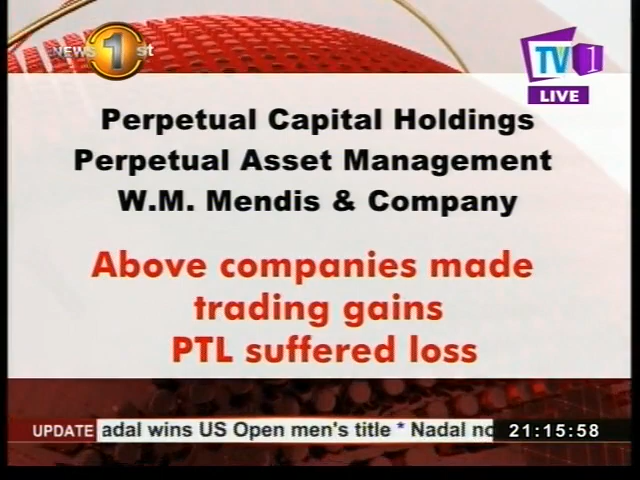 NEWS 1st
TV 1
LIVE
Perpetual Capital Holdings
Perpetual Asset Management
W.M. Mendis & Company
Above companies made
trading gains
PTL suffered loss
UPDATE adal wins US Open men's title * Nadal no 21:15:58